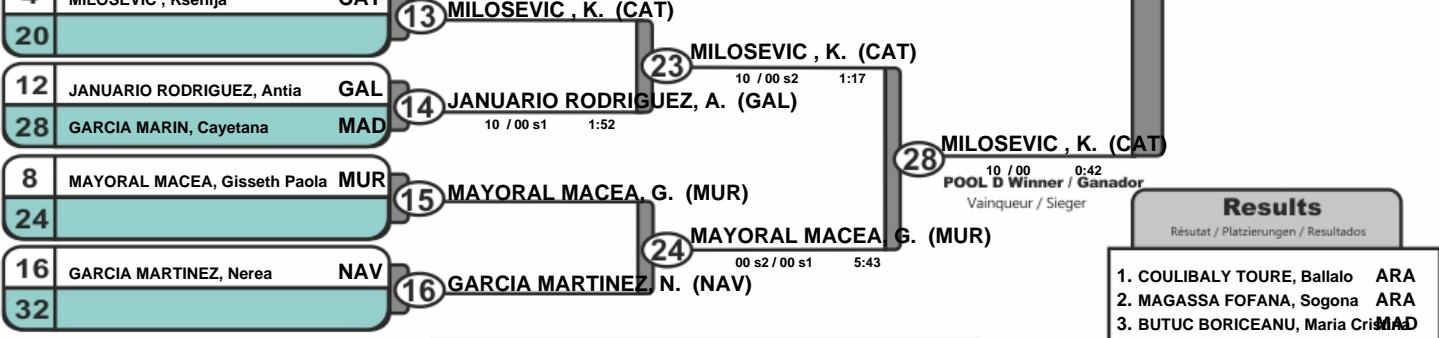 4 MILOSEVIC , Ksenija CAT
20
13 MILOSEVIC , K. (CAT)
23 MILOSEVIC , K. (CAT)
10 / 00 s2 1:17
12 JANUARIO RODRIGUEZ, Antia GAL
28 GARCIA MARIN, Cayetana MAD
14 JANUARIO RODRIGUEZ, A. (GAL)
10 / 00 s1 1:52
28 MILOSEVIC , K. (CAT)
10 / 00 0:42
POOL D Winner / Ganador
Vainqueur / Sieger
8 MAYORAL MACEA, Gisseth Paola MUR
24
15 MAYORAL MACEA, G. (MUR)
24 MAYORAL MACEA, G. (MUR)
00 s2 / 00 s1 5:43
16 GARCIA MARTINEZ, Nerea NAV
32
16 GARCIA MARTINEZ, N. (NAV)
Results
Résutat / Platzierungen / Resultados
1. COULIBALY TOURE, Ballalo ARA
2. MAGASSA FOFANA, Sogona ARA
3. BUTUC BORICEANU, Maria Cristina MAD